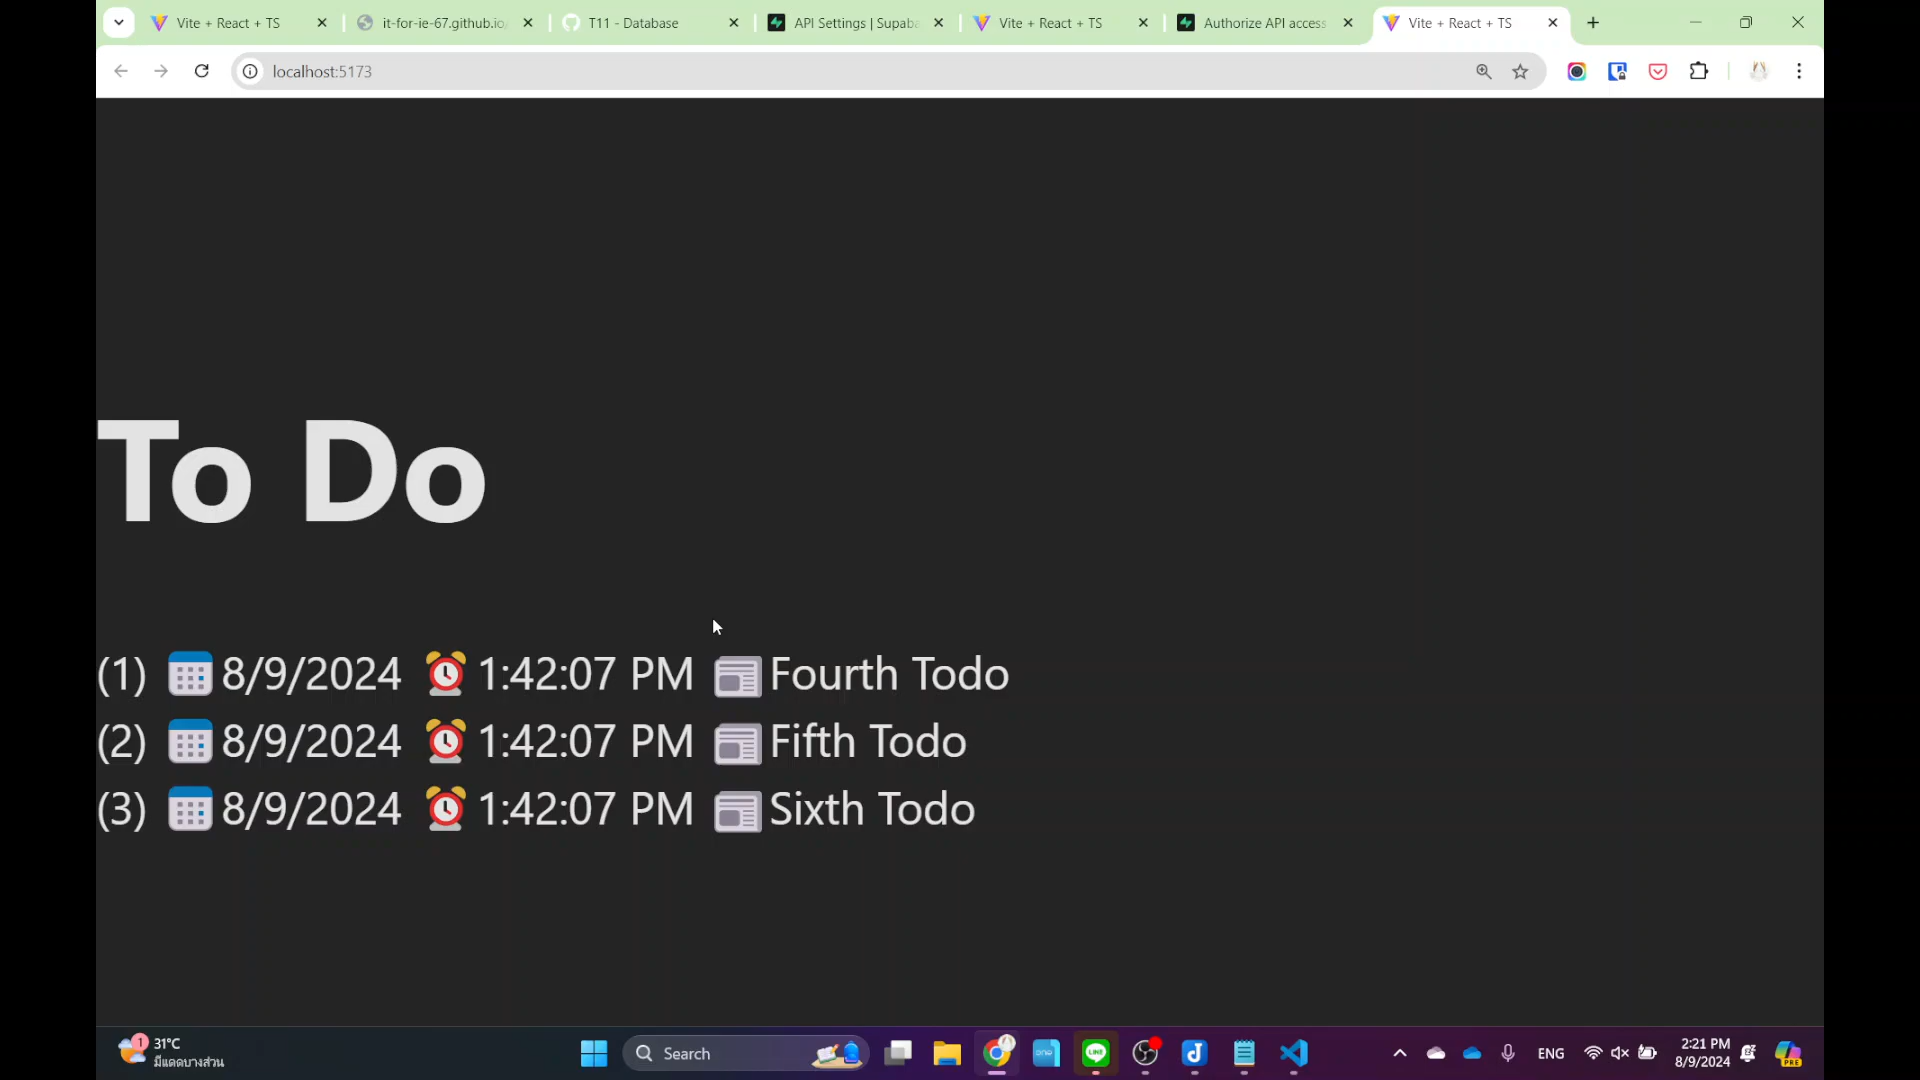 Vite + React + TS
it-for-ie-67.github.io/
T11 - Database
API Settings | Supaba
Vite + React + TS
Authorize API access
Vite + React + TS
localhost:5173
To Do
(1) 8/9/2024 1:42:07 PM Fourth Todo
(2) 8/9/2024 1:42:07 PM Fifth Todo
(3) 8/9/2024 1:42:07 PM Sixth Todo
1
31°C
มีแดดบางส่วน
Search
ENG
2:21 PM
8/9/2024
PRE